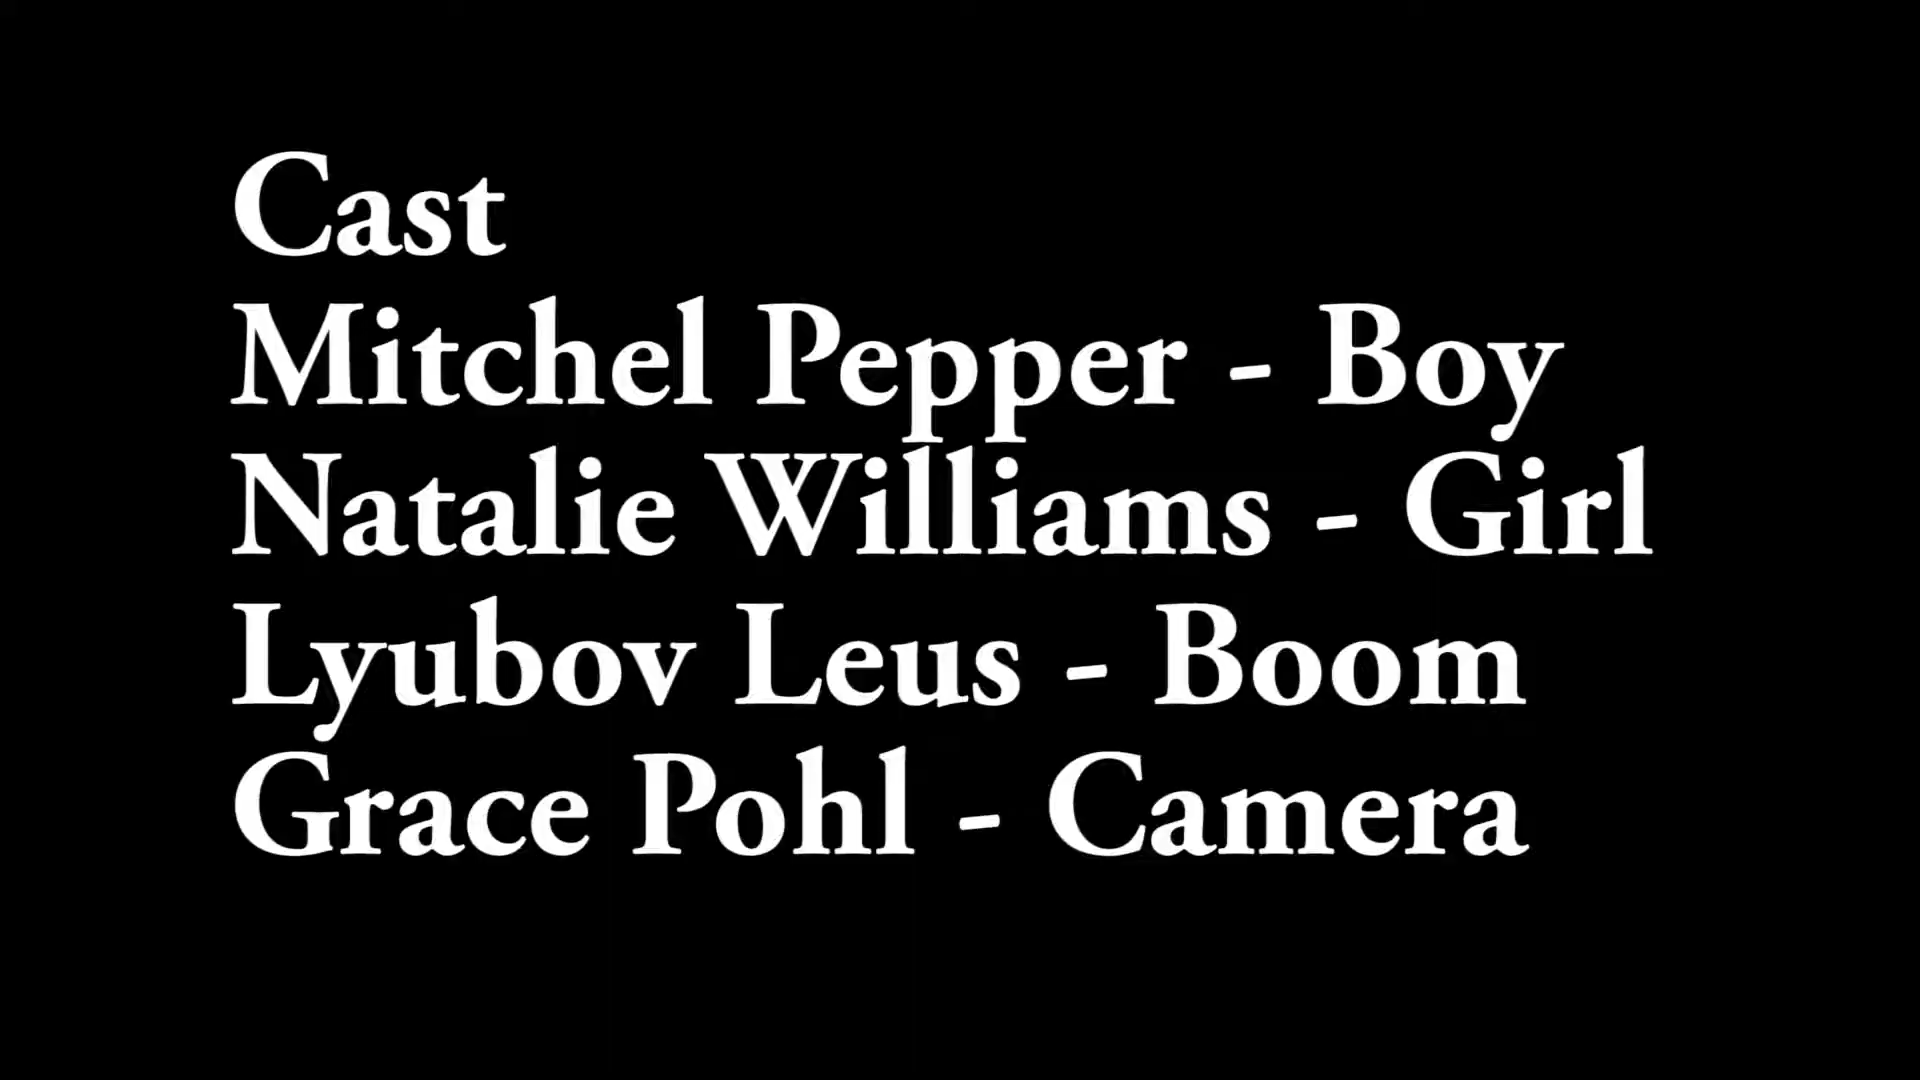 Cast
Mitchel Pepper - Boy
Natalie Williams - Girl
Lyubov Leus - Boom
Grace Pohl - Camera